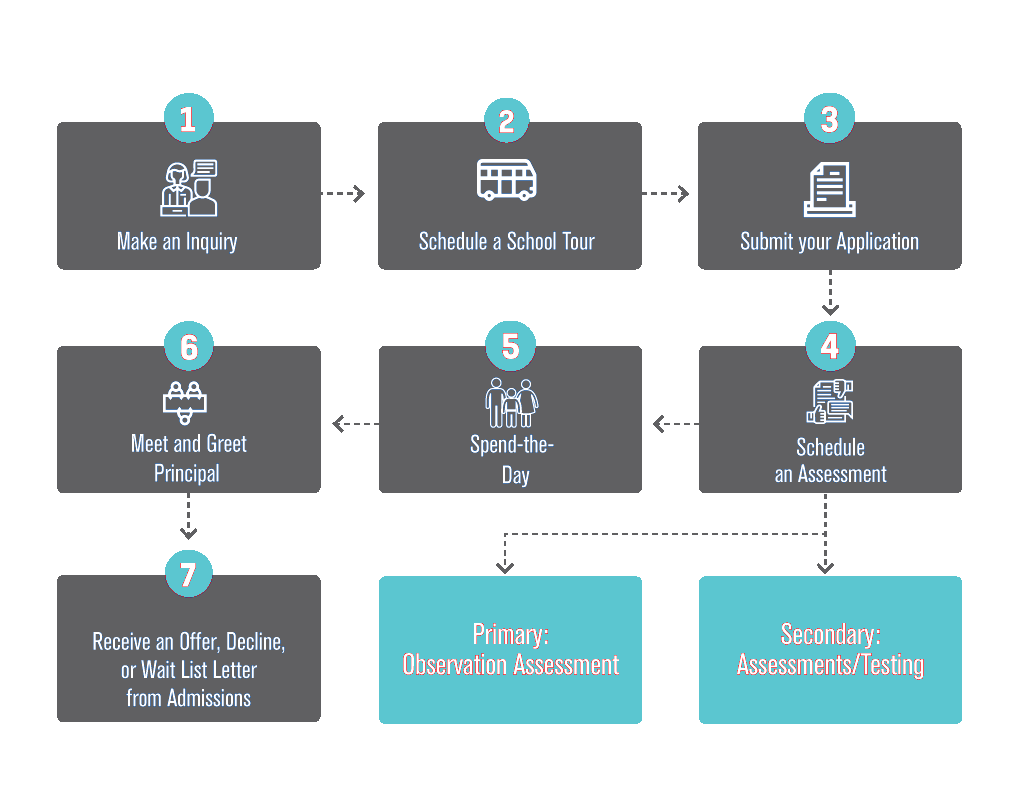 1
Make an Inquiry
2
Schedule a School Tour
3
Submit your Application
4
Schedule
an Assessment
5
Spend-the-
Day
6
Meet and Greet
Principal
7
Receive an Offer, Decline,
or Wait List Letter
from Admissions
Primary:
Observation Assessment
Secondary:
Assessments/Testing